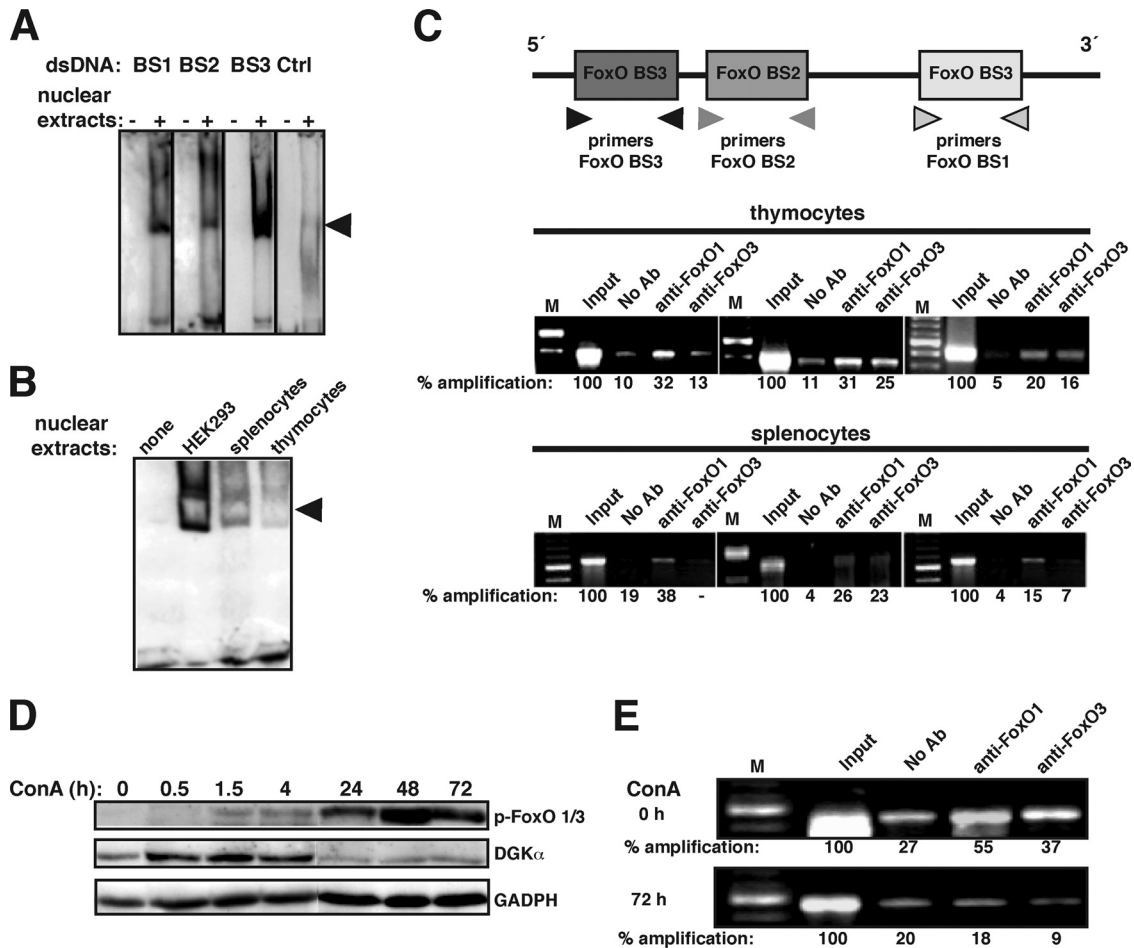 A
dsDNA: BS1 BS2 BS3 Ctrl
nuclear
extracts: - + - + - + - +
B
nuclear
extracts:
none HEK293 splenocytes thymocytes
C
5´ 3´
FoxO BS3 FoxO BS2 FoxO BS3
primers primers primers
FoxO BS3 FoxO BS2 FoxO BS1
thymocytes
M Input No Ab anti-FoxO1 anti-FoxO3 M Input No Ab anti-FoxO1 anti-FoxO3 M Input No Ab anti-FoxO1 anti-FoxO3
% amplification: 100 10 32 13 100 11 31 25 100 5 20 16
splenocytes
M Input No Ab anti-FoxO1 anti-FoxO3 M Input No Ab anti-FoxO1 anti-FoxO3 M Input No Ab anti-FoxO1 anti-FoxO3
% amplification: 100 19 38 - 100 4 26 23 100 4 15 7
D
ConA (h): 0 0.5 1.5 4 24 48 72
p-FoxO 1/3
DGKα
GADPH
E
M Input No Ab anti-FoxO1 anti-FoxO3
ConA
0 h
% amplification: 100 27 55 37
72 h
% amplification: 100 20 18 9